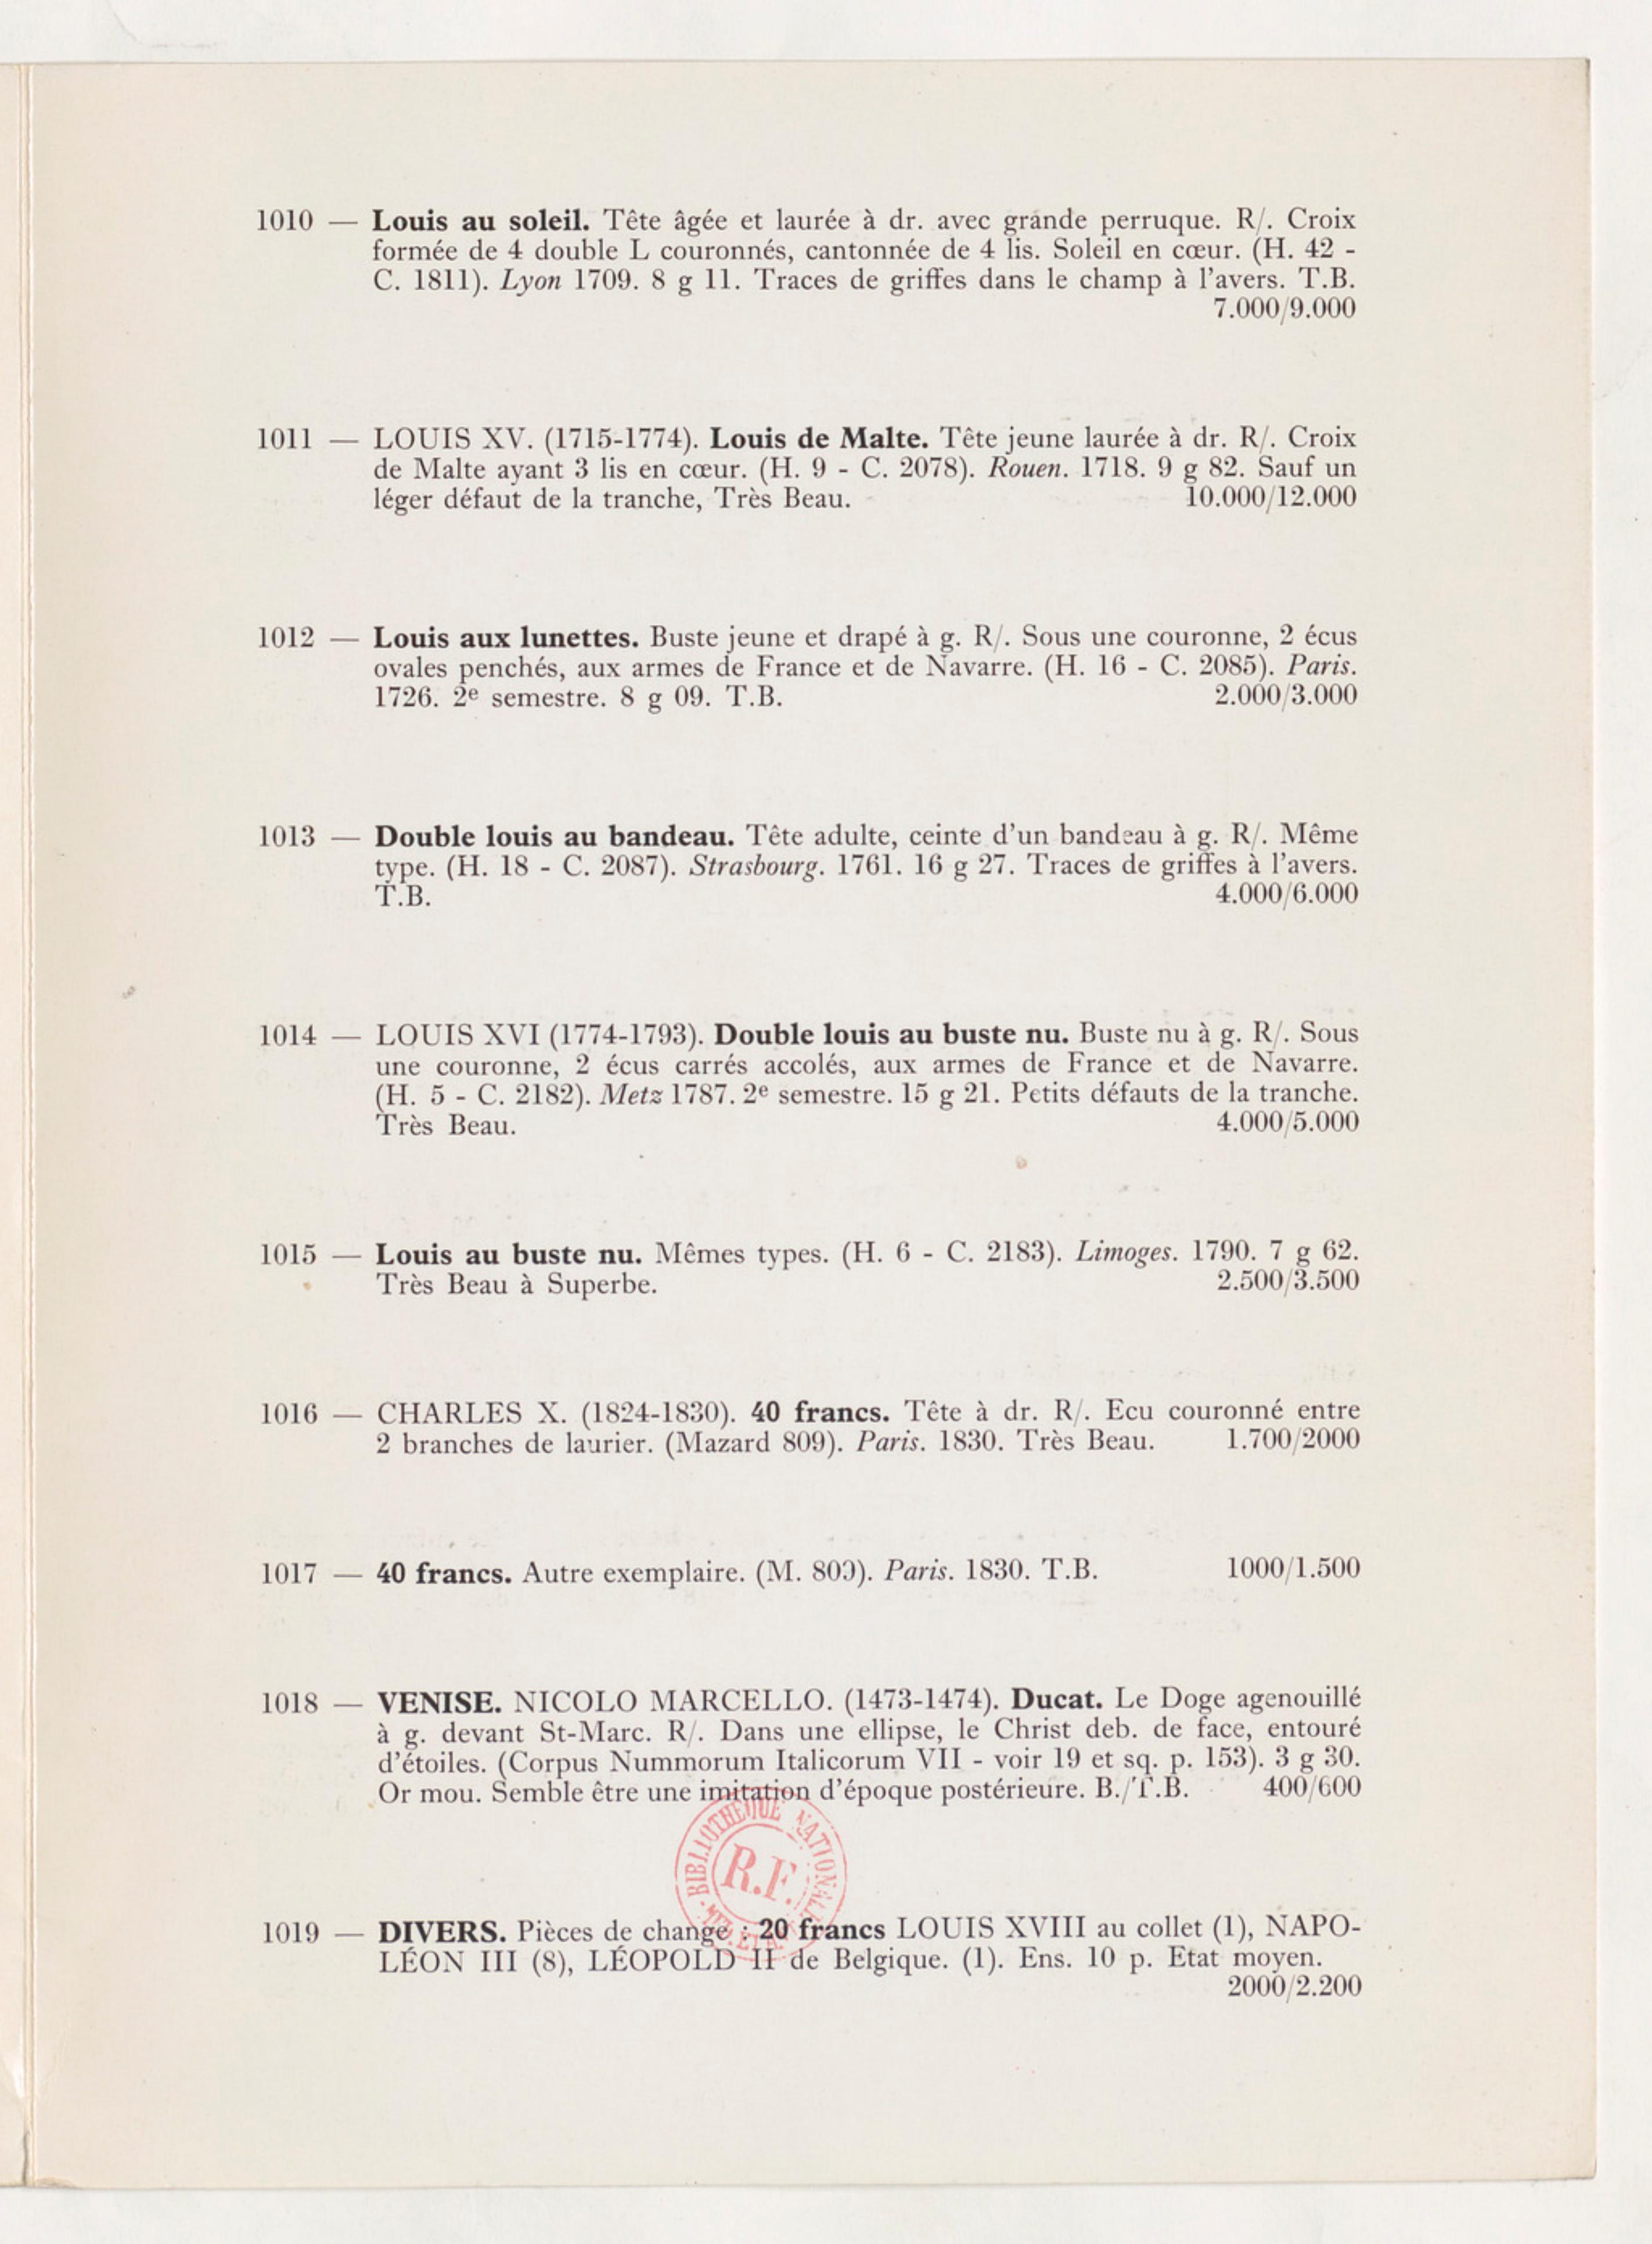 1010 — Louis au soleil. Tête âgée et laurée à dr. avec grande perruque. R/. Croix
formée de 4 double L couronnés, cantonnée de 4 lis. Soleil en cœur. (H. 42 -
C. 1811). Lyon 1709. 8 g 11. Traces de griffes dans le champ à l'avers. T.B.
7.000/9.000
1011 — LOUIS XV. (1715-1774). Louis de Malte. Tête jeune laurée à dr. R/. Croix
de Malte ayant 3 lis en cœur. (H. 9 - C. 2078). Rouen. 1718. 9 g 82. Sauf un
léger défaut de la tranche, Très Beau. 10.000/12.000
1012 — Louis aux lunettes. Buste jeune et drapé à g. R/. Sous une couronne, 2 écus
ovales penchés, aux armes de France et de Navarre. (H. 16 - C. 2085). Paris.
1726. 2e semestre. 8 g 09. T.B. 2.000/3.000
1013 — Double louis au bandeau. Tête adulte, ceinte d'un bandeau à g. R/. Même
type. (H. 18 - C. 2087). Strasbourg. 1761. 16 g 27. Traces de griffes à l'avers.
T.B. 4.000/6.000
1014 — LOUIS XVI (1774-1793). Double louis au buste nu. Buste nu à g. R/. Sous
une couronne, 2 écus carrés accolés, aux armes de France et de Navarre.
(H. 5 - C. 2182). Metz 1787. 2e semestre. 15 g 21. Petits défauts de la tranche.
Très Beau. 4.000/5.000
1015 — Louis au buste nu. Mêmes types. (H. 6 - C. 2183). Limoges. 1790. 7 g 62.
Très Beau à Superbe. 2.500/3.500
1016 — CHARLES X. (1824-1830). 40 francs. Tête à dr. R/. Ecu couronné entre
2 branches de laurier. (Mazard 809). Paris. 1830. Très Beau. 1.700/2000
1017 — 40 francs. Autre exemplaire. (M. 809). Paris. 1830. T.B. 1000/1.500
1018 — VENISE. NICOLO MARCELLO. (1473-1474). Ducat. Le Doge agenouillé
à g. devant St-Marc. R/. Dans une ellipse, le Christ deb. de face, entouré
d'étoiles. (Corpus Nummorum Italicorum VII - voir 19 et sq. p. 153). 3 g 30.
Or mou. Semble être une imitation d'époque postérieure. B./T.B. 400/600
BIBLIOTHEQUE NATIONALE
R.F.
1019 — DIVERS. Pièces de change : 20 francs LOUIS XVIII au collet (1), NAPO-
LÉON III (8), LÉOPOLD II de Belgique. (1). Ens. 10 p. Etat moyen.
2000/2.200